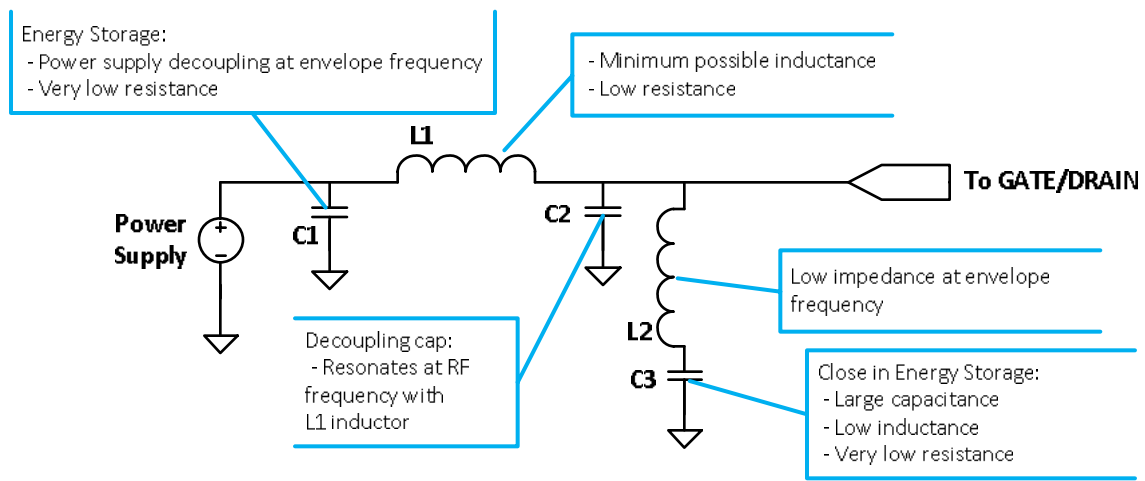 Energy Storage:
- Power supply decoupling at envelope frequency
- Very low resistance
- Minimum possible inductance
- Low resistance
L1
To GATE/DRAIN
C2
C1
Power
Supply
+
−
Low impedance at envelope
frequency
L2
Decoupling cap:
- Resonates at RF
frequency with
L1 inductor
C3
Close in Energy Storage:
- Large capacitance
- Low inductance
- Very low resistance